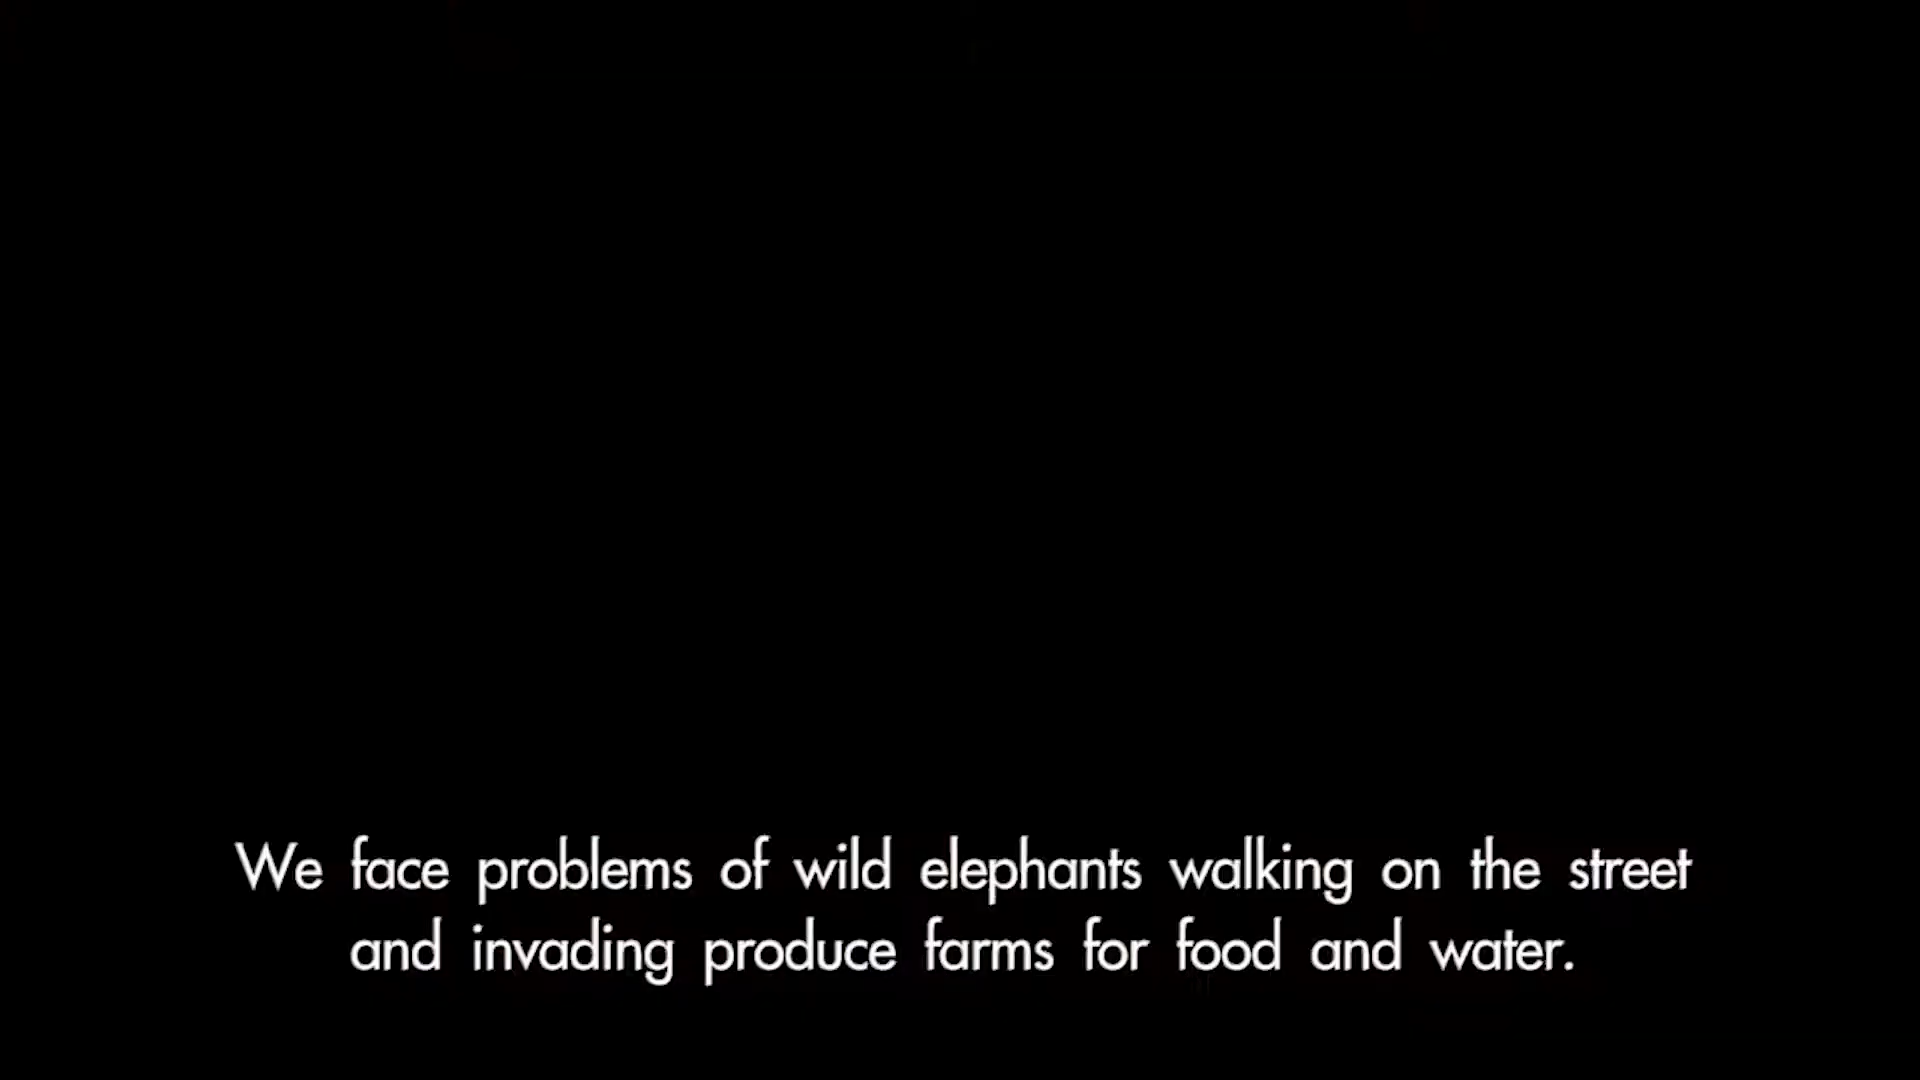 We face problems of wild elephants walking on the street
and invading produce farms for food and water.